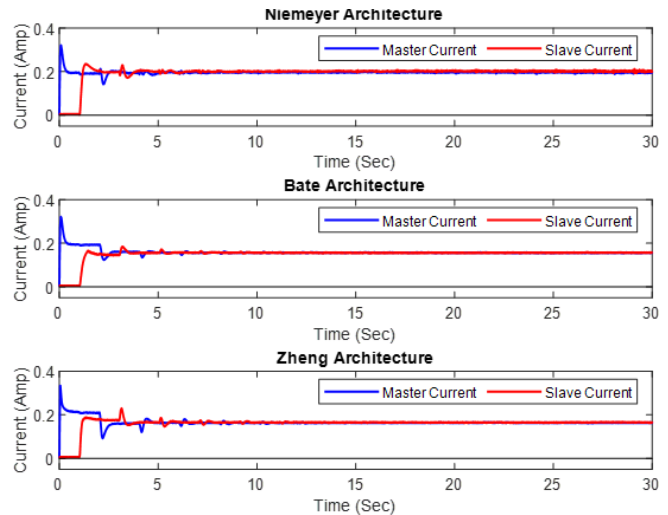 Niemeyer Architecture
0.4
0.2
0
Current (Amp)
Master Current Slave Current
0 5 10 15 20 25 30
Time (Sec)
Bate Architecture
0.4
0.2
0
Current (Amp)
Master Current Slave Current
0 5 10 15 20 25 30
Time (Sec)
Zheng Architecture
0.4
0.2
0
Current (Amp)
Master Current Slave Current
0 5 10 15 20 25 30
Time (Sec)